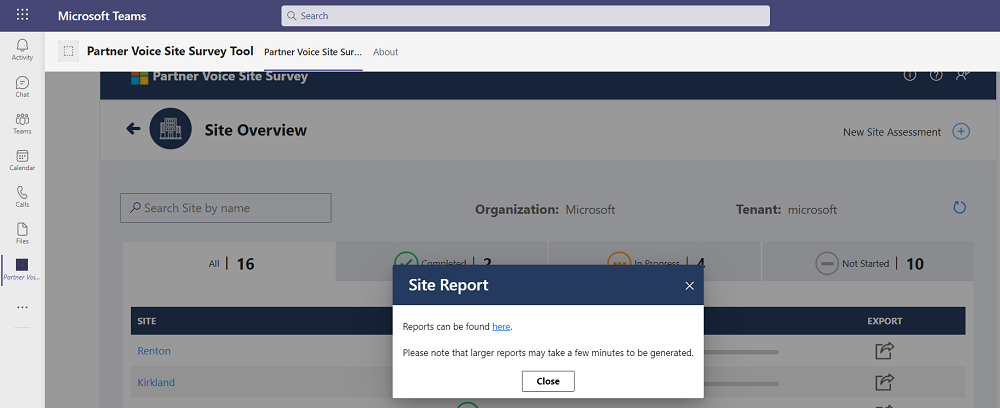 Microsoft Teams
Search
Activity
Chat
Teams
Calendar
Calls
Files
Partner Voi...
Partner Voice Site Survey Tool
Partner Voice Site Sur...
About
Partner Voice Site Survey
Site Overview
New Site Assessment
Search Site by name
Organization: Microsoft
Tenant: microsoft
All | 16
Completed | 2
In Progress | 4
Not Started | 10
Site Report
Reports can be found here.
Please note that larger reports may take a few minutes to be generated.
Close
SITE
EXPORT
Renton
Kirkland